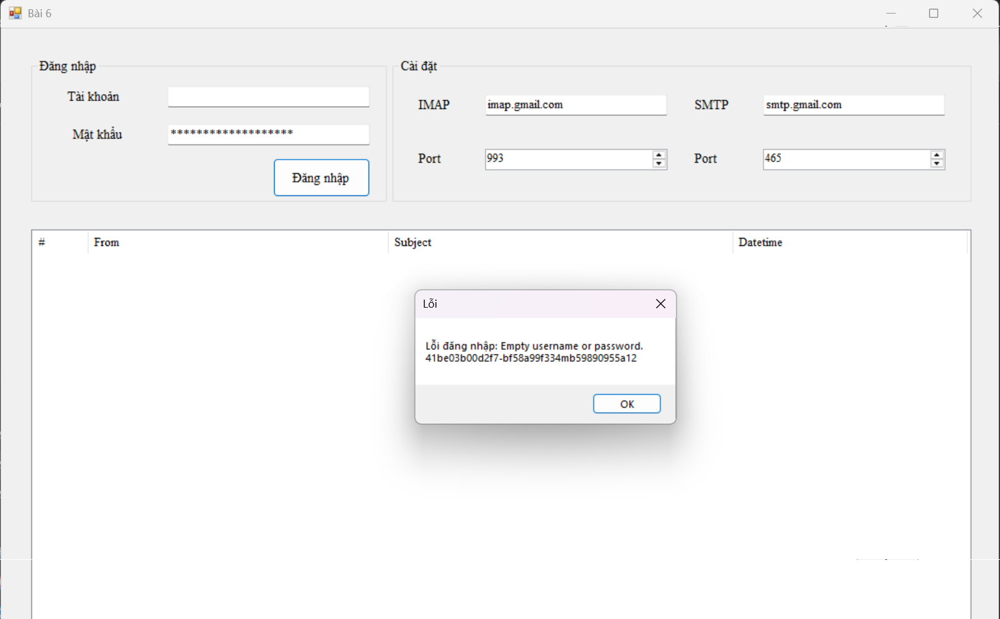 Bài 6
Đăng nhập
Cài đặt
Tài khoản
IMAP imap.gmail.com SMTP smtp.gmail.com
Mật khẩu *******************
Port 993 Port 465
Đăng nhập
# From Subject Datetime
Lỗi
Lỗi đăng nhập: Empty username or password.
41be03b00d2f7-bf58a99f334mb59890955a12
OK